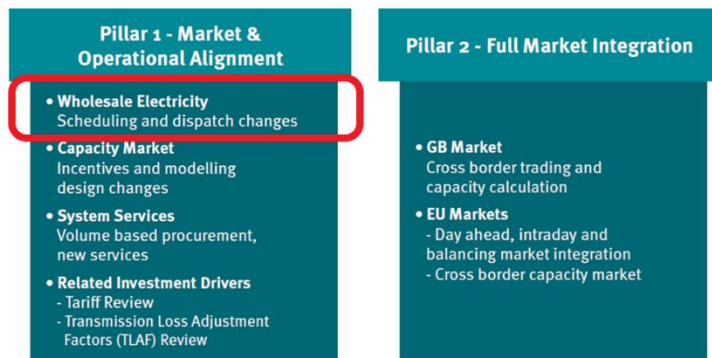 Pillar 1 - Market &
Operational Alignment
• Wholesale Electricity
Scheduling and dispatch changes
• Capacity Market
Incentives and modelling
design changes
• System Services
Volume based procurement,
new services
• Related Investment Drivers
- Tariff Review
- Transmission Loss Adjustment
Factors (TLAF) Review
Pillar 2 - Full Market Integration
• GB Market
Cross border trading and
capacity calculation
• EU Markets
- Day ahead, intraday and
balancing market integration
- Cross border capacity market